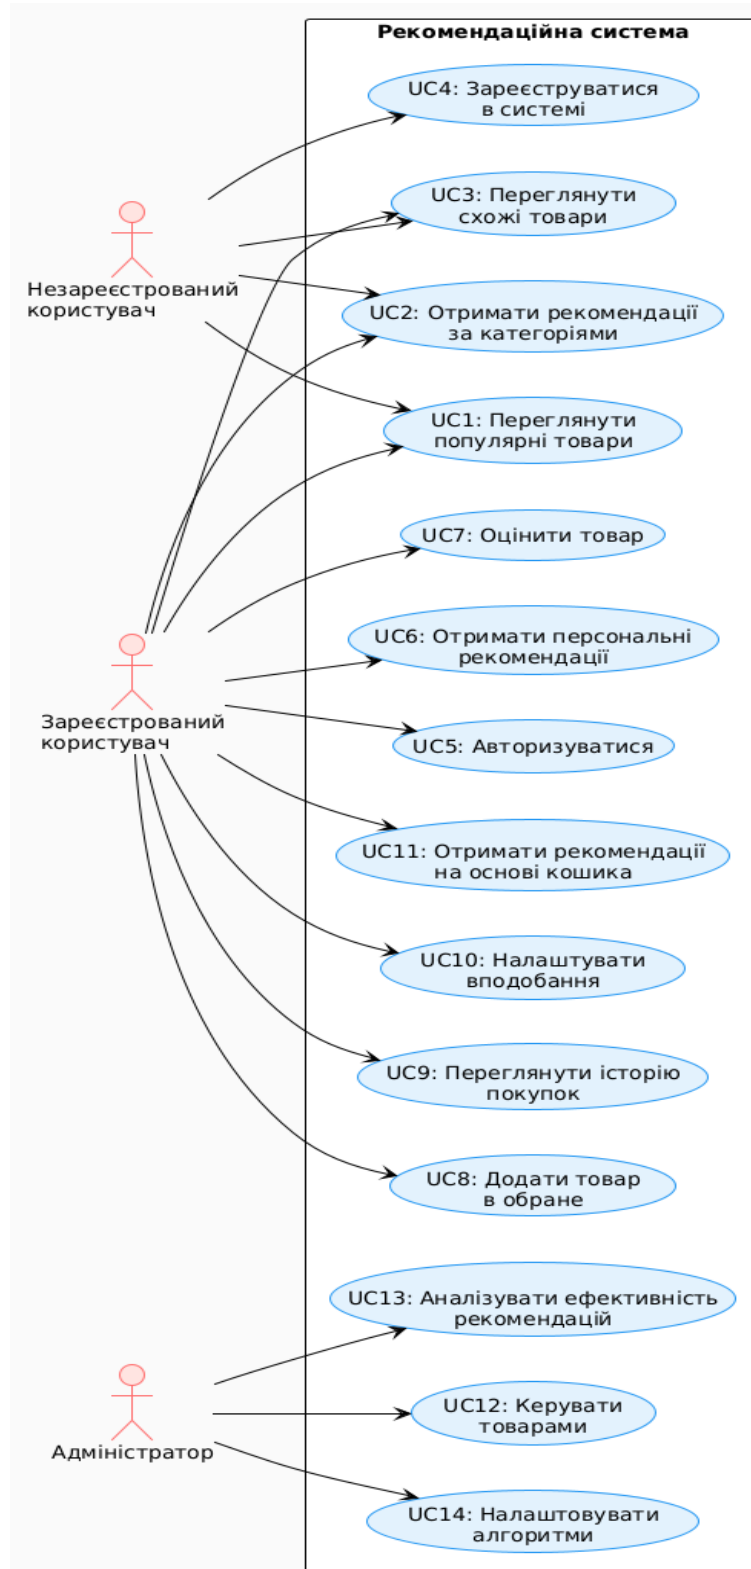 Рекомендаційна система
UC4: Зареєструватися
в системі
UC3: Переглянути
схожі товари
Незареєстрований
користувач
UC2: Отримати рекомендації
за категоріями
UC1: Переглянути
популярні товари
UC7: Оцінити товар
UC6: Отримати персональні
рекомендації
Зареєстрований
користувач
UC5: Авторизуватися
UC11: Отримати рекомендації
на основі кошика
UC10: Налаштувати
вподобання
UC9: Переглянути історію
покупок
UC8: Додати товар
в обране
UC13: Аналізувати ефективність
рекомендацій
UC12: Керувати
товарами
Адміністратор
UC14: Налаштовувати
алгоритми